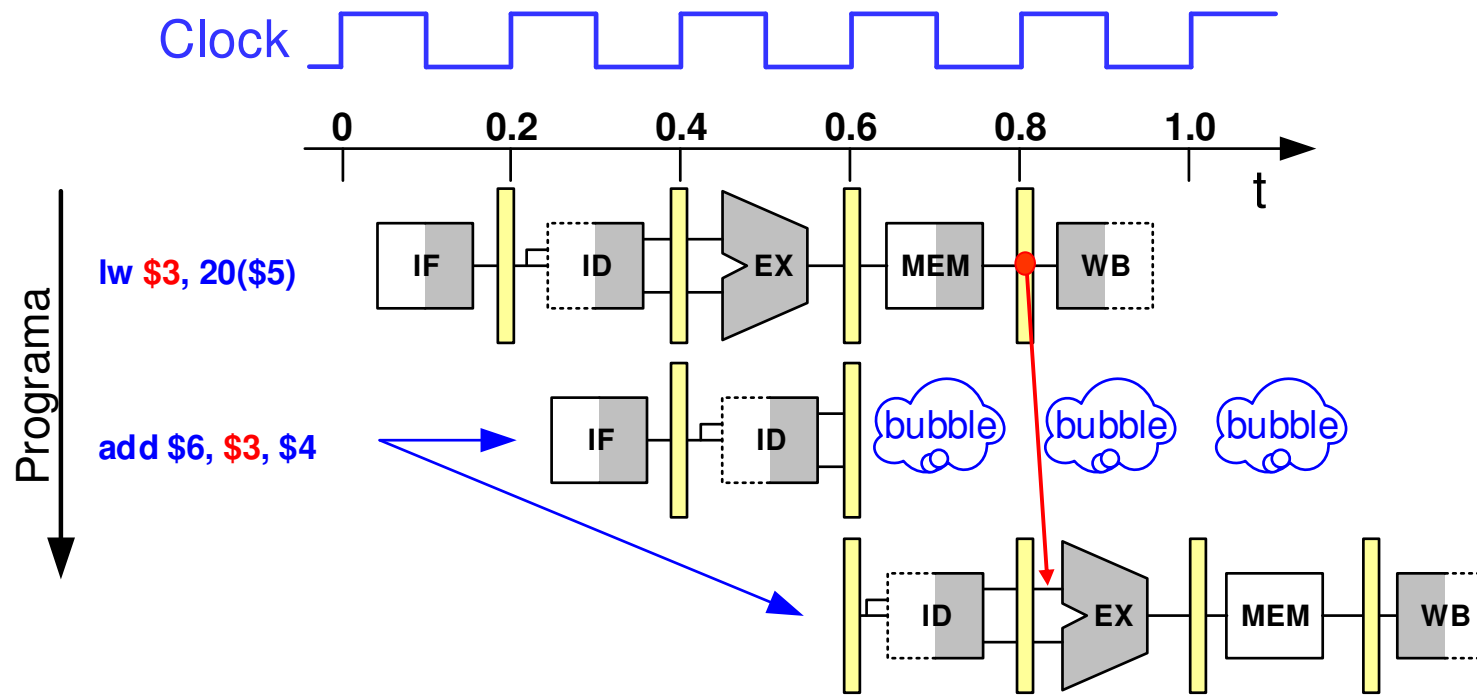 Clock
0 0.2 0.4 0.6 0.8 1.0
t
Programa
lw $3, 20($5)
IF ID EX MEM WB
add $6, $3, $4
IF ID bubble bubble bubble
ID EX MEM WB